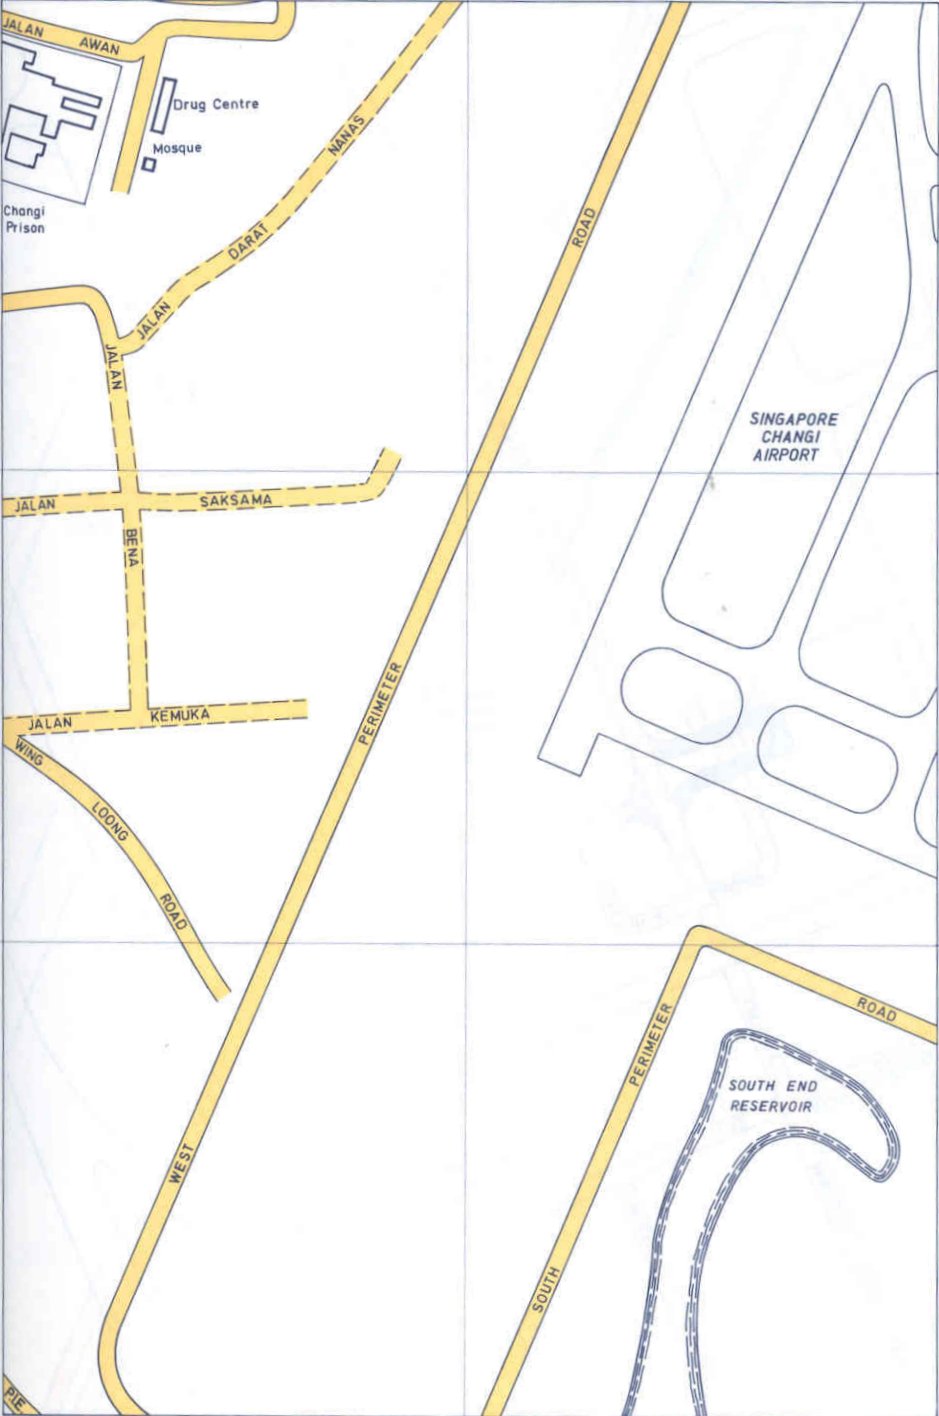 JALAN AWAN
Drug Centre
Mosque
Changi
Prison
JALAN DARAT NANAS
ROAD
JALAN
SINGAPORE
CHANGI
AIRPORT
JALAN SAKSAMA
BENA
PERIMETER
JALAN KEMUKA
WING LOONG ROAD
ROAD
PERIMETER
SOUTH END
RESERVOIR
WEST
SOUTH
PIE